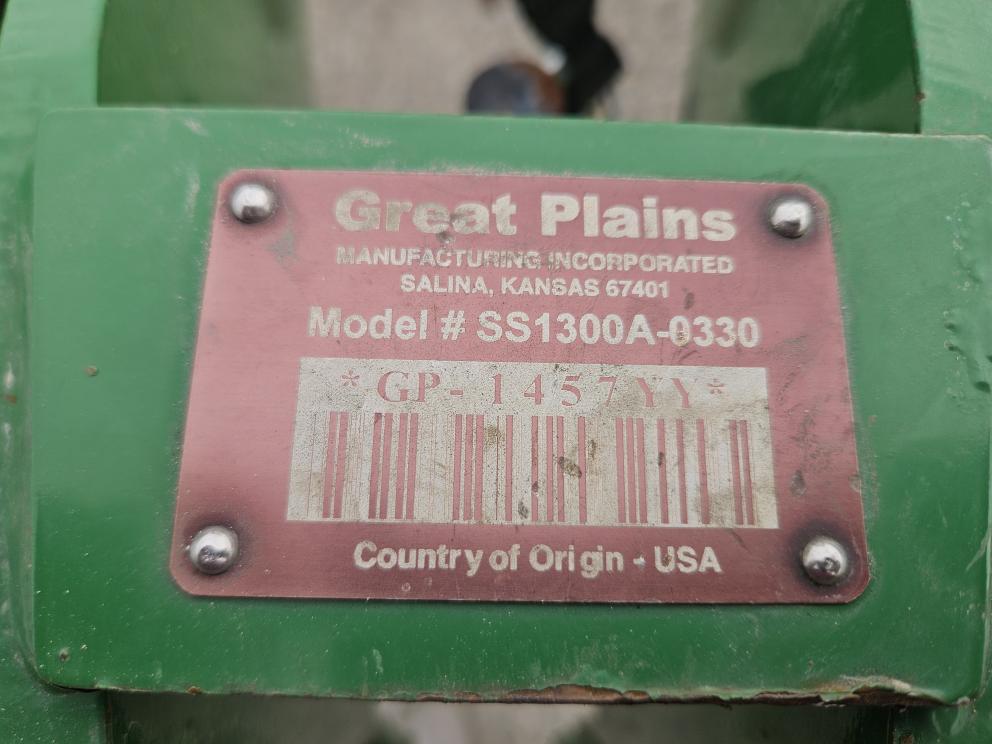 Great Plains
MANUFACTURING INCORPORATED
SALINA, KANSAS 67401
Model # SS1300A-0330
*GP-1457YY*
Country of Origin - USA